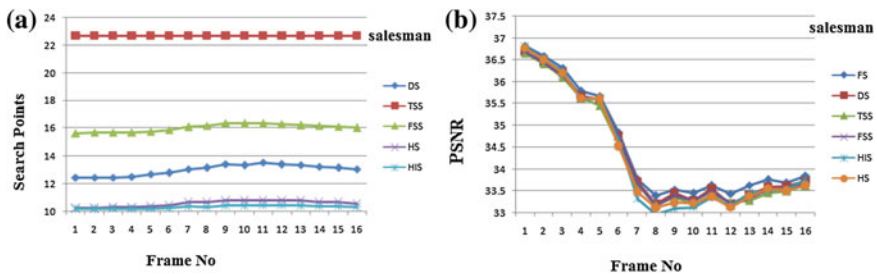 (a)
24
22
20
18
16
14
12
10
Search Points
salesman
DS
TSS
FSS
HS
HIS
1 2 3 4 5 6 7 8 9 10 11 12 13 14 15 16
Frame No
(b)
37.5
37
36.5
36
35.5
35
34.5
34
33.5
33
PSNR
salesman
FS
DS
TSS
FSS
HIS
HS
1 2 3 4 5 6 7 8 9 10 11 12 13 14 15 16
Frame No